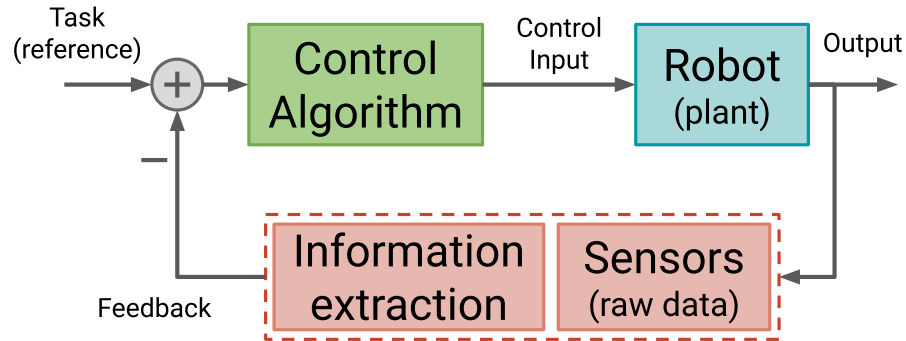 Task
(reference)
+
Control
Algorithm
Control
Input
Robot
(plant)
Output
−
Information
extraction
Sensors
(raw data)
Feedback